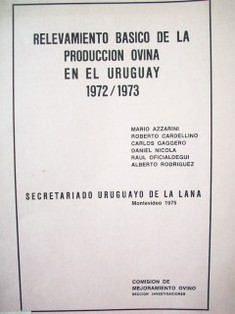 RELEVAMIENTO BASICO DE LA
PRODUCCION OVINA
EN EL URUGUAY
1972/1973
MARIO AZZARINI
ROBERTO CARDELLINO
CARLOS GAGGERO
DANIEL NICOLA
RAUL OFICIALDEGUI
ALBERTO RODRIGUEZ
SECRETARIADO URUGUAYO DE LA LANA
Montevideo 1975
COMISION DE
MEJORAMIENTO OVINO
SECCION INVESTIGACIONES